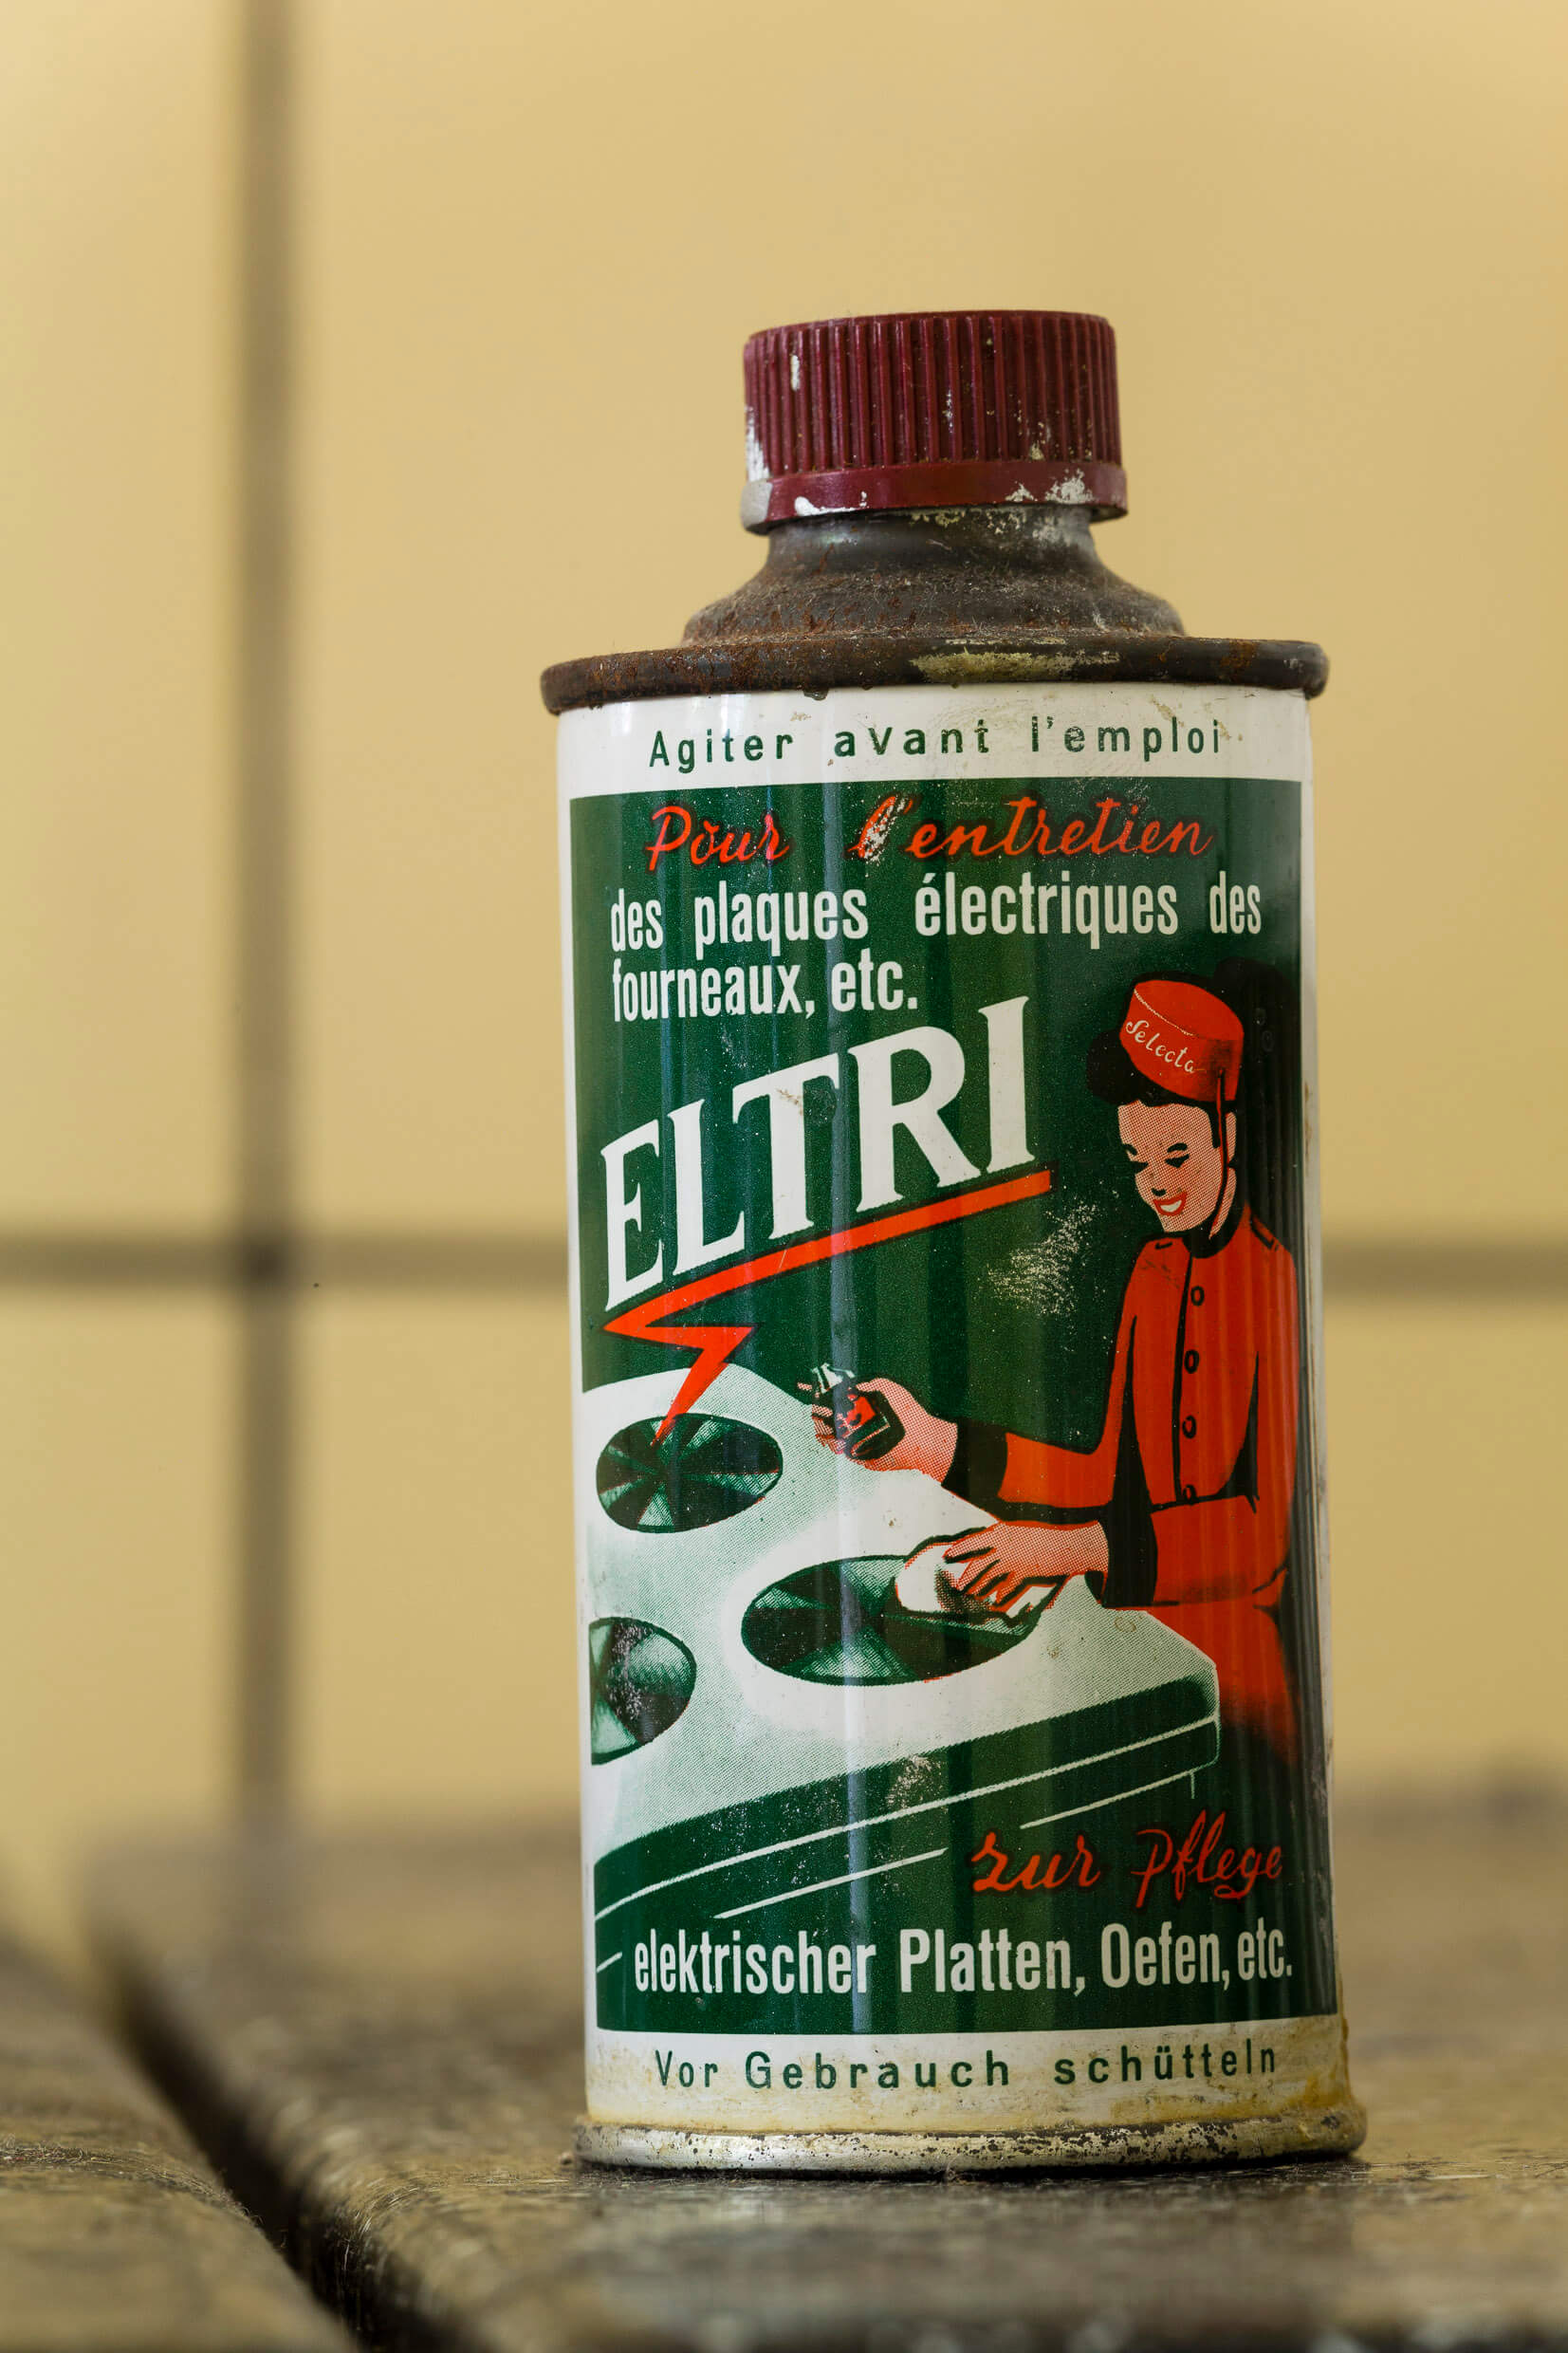 Agiter avant l'emploi
Pour l'entretien
des plaques électriques des
fourneaux, etc.
Selecta
ELTRI
zur Pflege
elektrischer Platten, Oefen, etc.
Vor Gebrauch schütteln